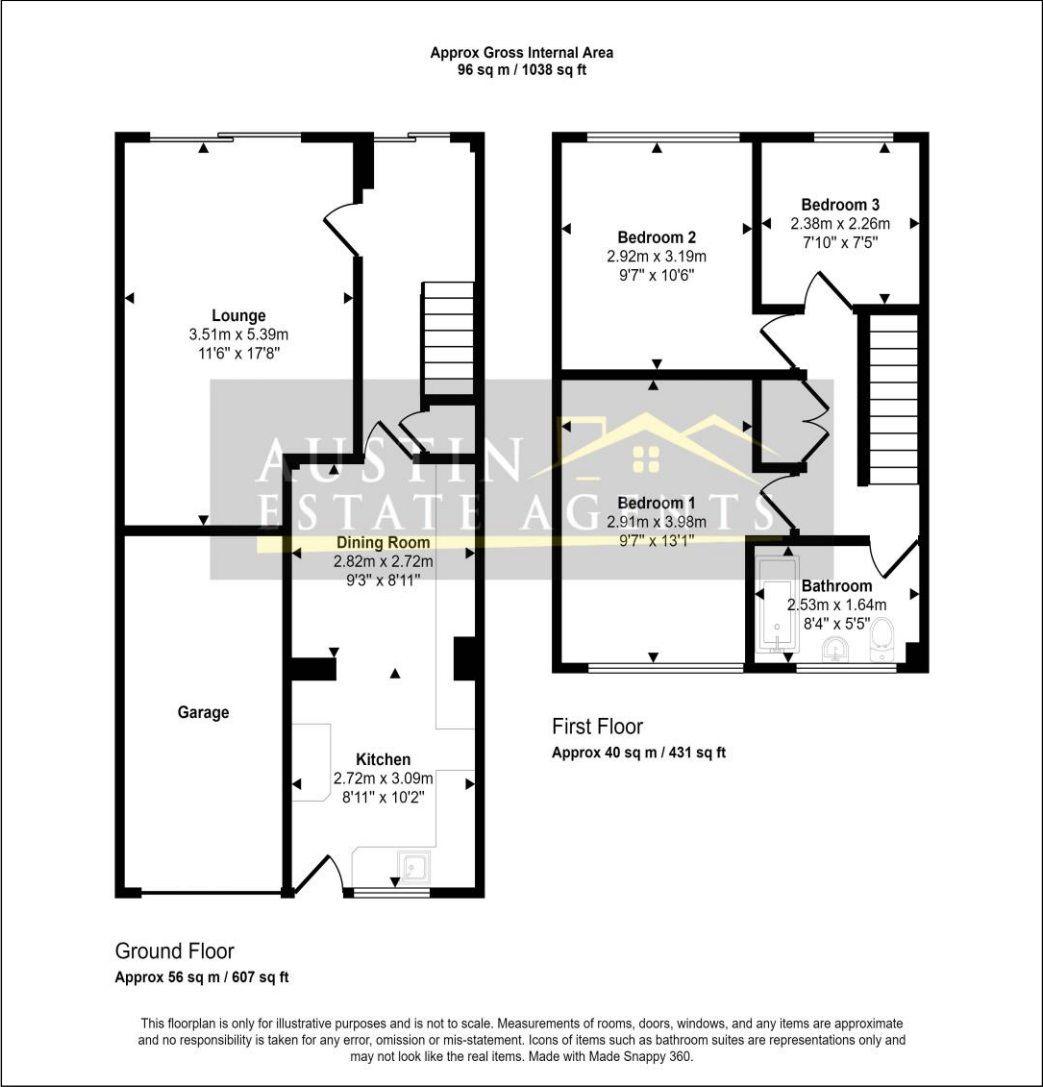 Approx Gross Internal Area
96 sq m / 1038 sq ft
Lounge
3.51m x 5.39m
11'6" x 17'8"
Bedroom 2
2.92m x 3.19m
9'7" x 10'6"
Bedroom 3
2.38m x 2.26m
7'10" x 7'5"
AUSTIN
ESTATE AGENTS
Dining Room
2.82m x 2.72m
9'3" x 8'11"
Bedroom 1
2.91m x 3.98m
9'7" x 13'1"
Bathroom
2.53m x 1.64m
8'4" x 5'5"
Garage
Kitchen
2.72m x 3.09m
8'11" x 10'2"
First Floor
Approx 40 sq m / 431 sq ft
Ground Floor
Approx 56 sq m / 607 sq ft
This floorplan is only for illustrative purposes and is not to scale. Measurements of rooms, doors, windows, and any items are approximate
and no responsibility is taken for any error, omission or mis-statement. Icons of items such as bathroom suites are representations only and
may not look like the real items. Made with Made Snappy 360.